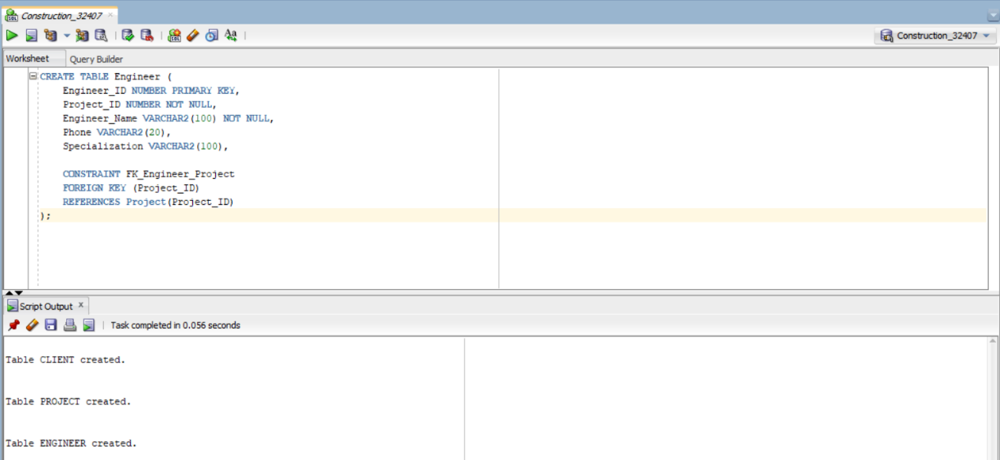 Construction_32407
Construction_32407
Worksheet Query Builder
CREATE TABLE Engineer (
Engineer_ID NUMBER PRIMARY KEY,
Project_ID NUMBER NOT NULL,
Engineer_Name VARCHAR2(100) NOT NULL,
Phone VARCHAR2(20),
Specialization VARCHAR2(100),
CONSTRAINT FK_Engineer_Project
FOREIGN KEY (Project_ID)
REFERENCES Project(Project_ID)
);
Script Output
Task completed in 0.056 seconds
Table CLIENT created.
Table PROJECT created.
Table ENGINEER created.